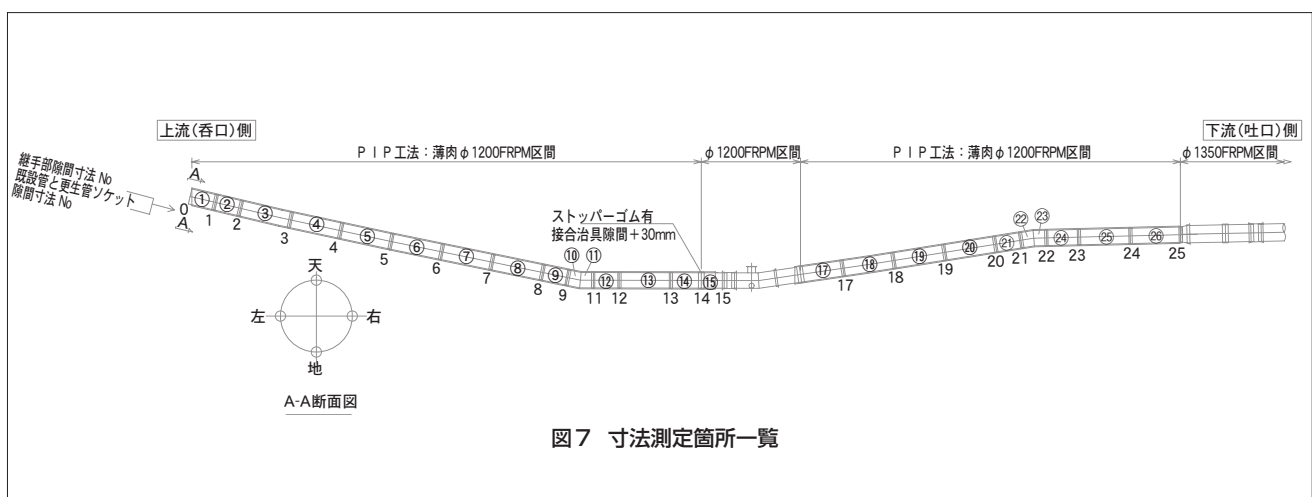 上流(呑口)側
下流(吐口)側
ＰＩＰ工法：薄肉φ1200FRPM区間
φ1200FRPM区間
ＰＩＰ工法：薄肉φ1200FRPM区間
φ1350FRPM区間
継手部隙間寸法 No
既設管と更生管ソケット
隙間寸法 No
A
A
ストッパーゴム有
接合治具隙間＋30mm
① ② ③ ④ ⑤ ⑥ ⑦ ⑧ ⑨ ⑩ ⑪ ⑫ ⑬ ⑭ ⑮ ⑰ ⑱ ⑲ ⑳ ㉑ ㉒ ㉓ ㉔ ㉕ ㉖
0 1 2 3 4 5 6 7 8 9 11 12 13 14 15 17 18 19 20 21 22 23 24 25
天
左 右
地
A-A断面図
図７ 寸法測定箇所一覧